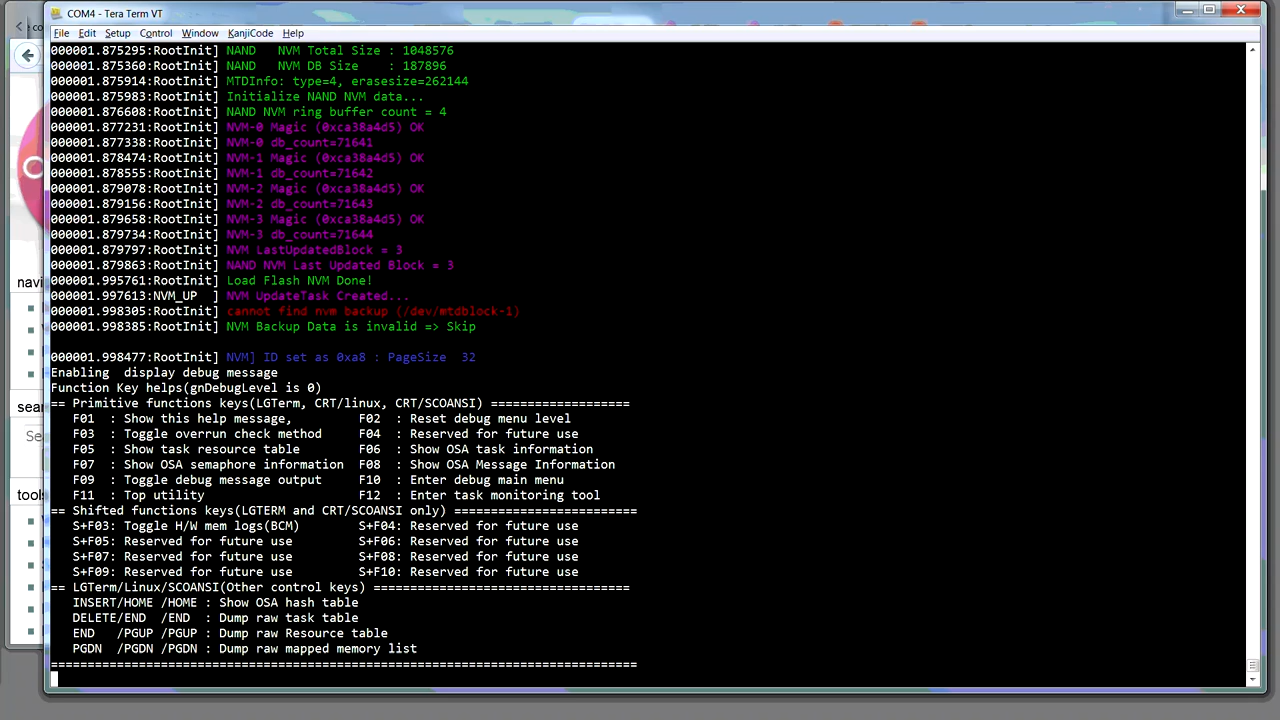 COM4 - Tera Term VT
File Edit Setup Control Window KanjiCode Help
000001.875295:RootInit] NAND   NVM Total Size : 1048576
000001.875360:RootInit] NAND   NVM DB Size    : 187896
000001.875914:RootInit] MTDInfo: type=4, erasesize=262144
000001.875983:RootInit] Initialize NAND NVM data...
000001.876608:RootInit] NAND NVM ring buffer count = 4
000001.877231:RootInit] NVM-0 Magic (0xca38a4d5) OK
000001.877338:RootInit] NVM-0 db_count=71641
000001.878474:RootInit] NVM-1 Magic (0xca38a4d5) OK
000001.878555:RootInit] NVM-1 db_count=71642
000001.879078:RootInit] NVM-2 Magic (0xca38a4d5) OK
000001.879156:RootInit] NVM-2 db_count=71643
000001.879658:RootInit] NVM-3 Magic (0xca38a4d5) OK
000001.879734:RootInit] NVM-3 db_count=71644
000001.879797:RootInit] NVM LastUpdatedBlock = 3
000001.879863:RootInit] NAND NVM Last Updated Block = 3
000001.995761:RootInit] Load Flash NVM Done!
000001.997613:NVM_UP  ] NVM UpdateTask Created...
000001.998305:RootInit] cannot find nvm backup (/dev/mtdblock-1)
000001.998385:RootInit] NVM Backup Data is invalid => Skip
000001.998477:RootInit] NVM] ID set as 0xa8 : PageSize  32
Enabling  display debug message
Function Key helps(gnDebugLevel is 0)
== Primitive functions keys(LGTerm, CRT/linux, CRT/SCOANSI) ===================
F01  : Show this help message,         F02  : Reset debug menu level
F03  : Toggle overrun check method     F04  : Reserved for future use
F05  : Show task resource table        F06  : Show OSA task information
F07  : Show OSA semaphore information  F08  : Show OSA Message Information
F09  : Toggle debug message output     F10  : Enter debug main menu
F11  : Top utility                     F12  : Enter task monitoring tool
== Shifted functions keys(LGTERM and CRT/SCOANSI only) =========================
S+F03: Toggle H/W mem logs(BCM)        S+F04: Reserved for future use
S+F05: Reserved for future use         S+F06: Reserved for future use
S+F07: Reserved for future use         S+F08: Reserved for future use
S+F09: Reserved for future use         S+F10: Reserved for future use
== LGTerm/Linux/SCOANSI(Other control keys) ===================================
INSERT/HOME /HOME : Show OSA hash table
DELETE/END  /END  : Dump raw task table
END   /PGUP /PGUP : Dump raw Resource table
PGDN  /PGDN /PGDN : Dump raw mapped memory list
================================================================================
navi
sear
Sea
tools